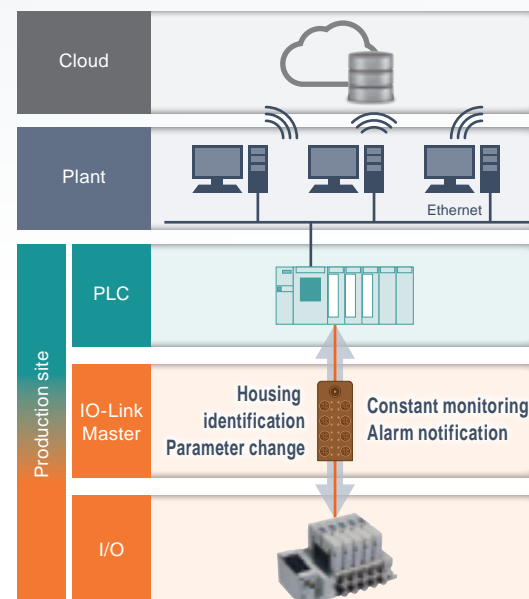 Cloud
Plant
Ethernet
Production site
PLC
IO-Link
Master
Housing
identification
Parameter change
Constant monitoring
Alarm notification
I/O